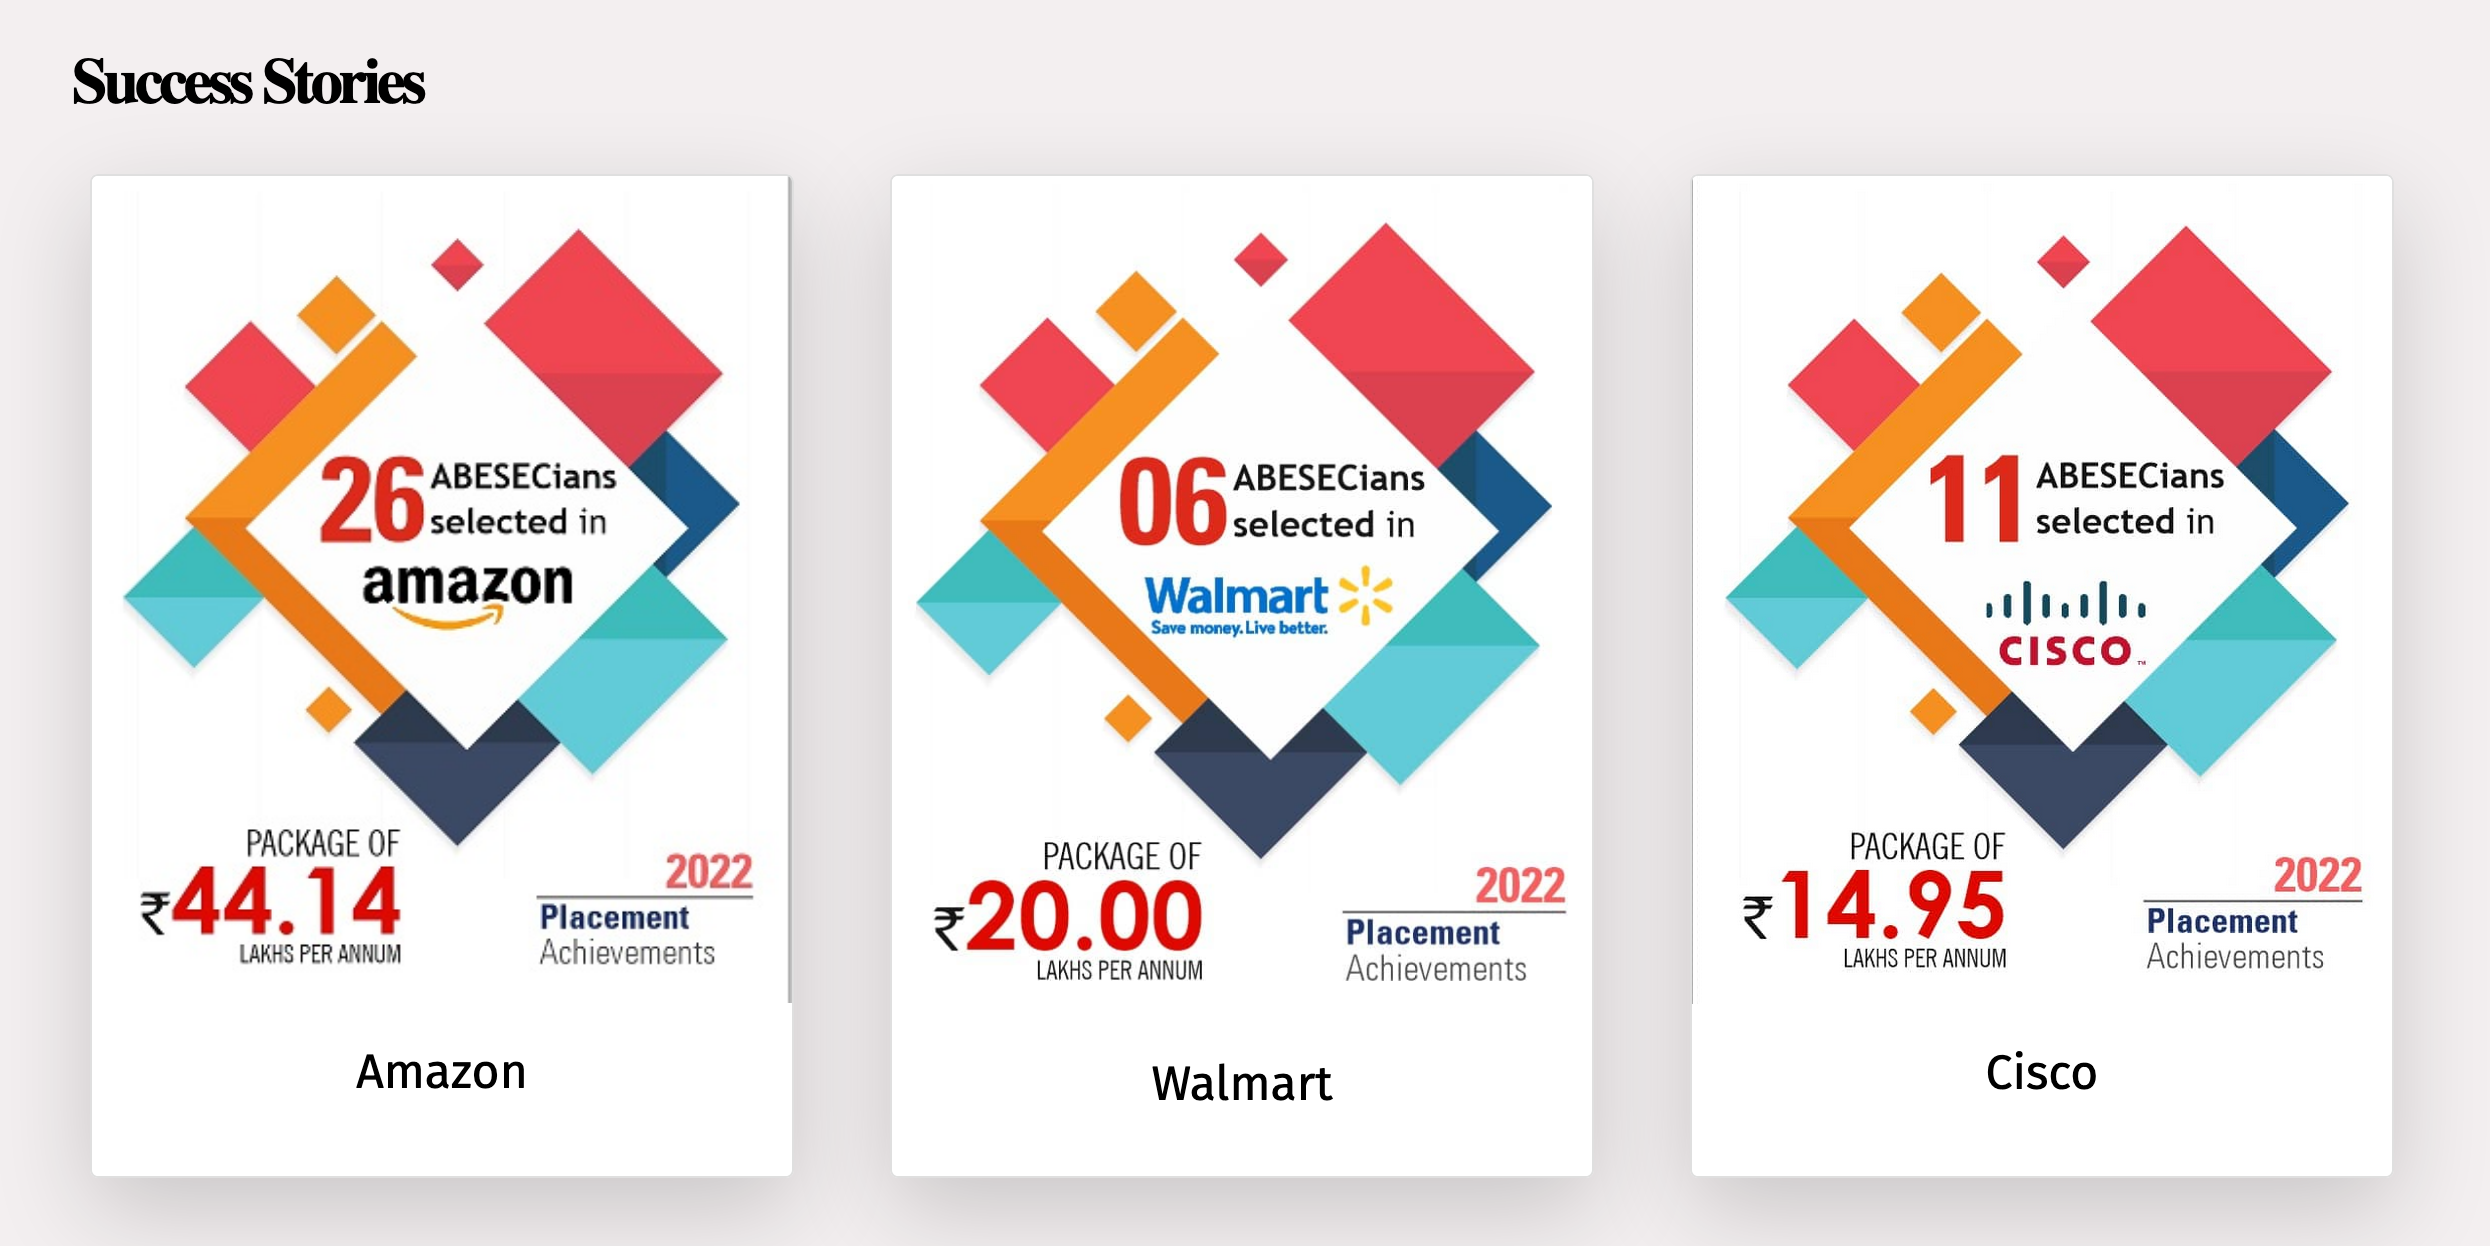 Success Stories
26 ABESECians
selected in
amazon
PACKAGE OF
₹44.14
LAKHS PER ANNUM
2022
Placement
Achievements
Amazon
06 ABESECians
selected in
Walmart
Save money. Live better.
PACKAGE OF
₹20.00
LAKHS PER ANNUM
2022
Placement
Achievements
Walmart
11 ABESECians
selected in
CISCO™
PACKAGE OF
₹14.95
LAKHS PER ANNUM
2022
Placement
Achievements
Cisco